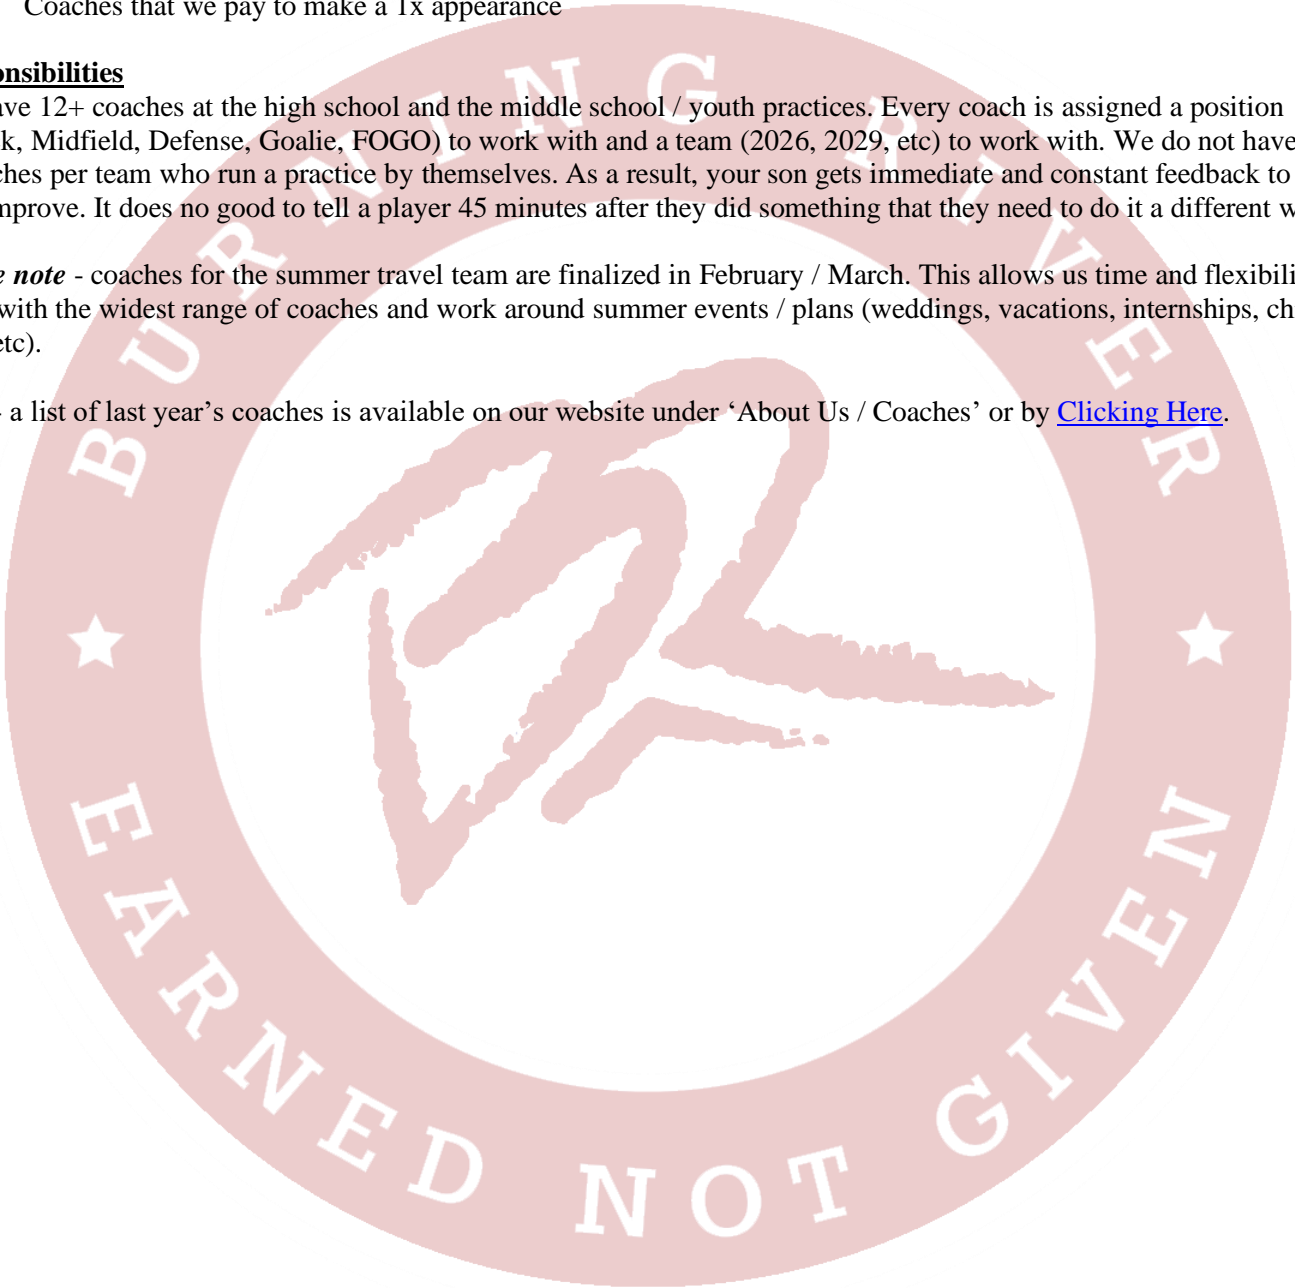 Coaches that we pay to make a 1x appearance
onsibilities
ave 12+ coaches at the high school and the middle school / youth practices. Every coach is assigned a position
k, Midfield, Defense, Goalie, FOGO) to work with and a team (2026, 2029, etc) to work with. We do not have
ches per team who run a practice by themselves. As a result, your son gets immediate and constant feedback to
mprove. It does no good to tell a player 45 minutes after they did something that they need to do it a different w
e note - coaches for the summer travel team are finalized in February / March. This allows us time and flexibili
with the widest range of coaches and work around summer events / plans (weddings, vacations, internships, ch
etc).
- a list of last year’s coaches is available on our website under ‘About Us / Coaches’ or by Clicking Here.
BURNING RIVER
BR
EARNED NOT GIVEN